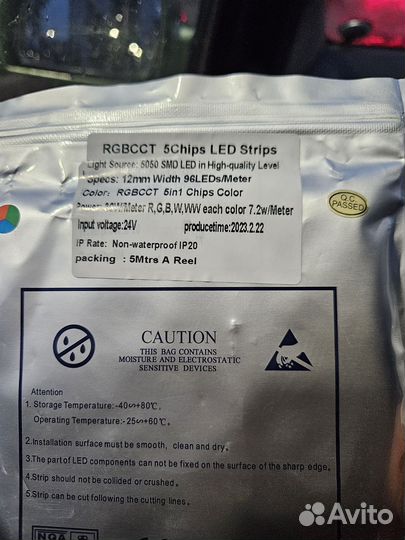 RGBCCT 5Chips LED Strips
Light Source: 5050 SMD LED in High-quality Level
Specs: 12mm Width 96LEDs/Meter
Color: RGBCCT 5in1 Chips Color
W/Meter R,G,B,W,WW each color 7.2w/Meter
Input voltage:24V producetime:2023.2.22
IP Rate: Non-waterproof IP20
packing : 5Mtrs A Reel
Q.C.
PASSED
CAUTION
THIS BAG CONTAINS
MOISTURE AND ELECTROSTATIC
SENSITIVE DEVICES
Attention
1. Storage Temperature:-40∽+80℃,
Operating Temperature:-25∽+60℃.
2.Installation surface must be smooth, clean and dry.
3.The part of LED components can not be fixed on the surface of the sharp edge.
4.Strip should not be collided or crushed.
5.Strip can be cut following the cutting lines.
NQA
Avito